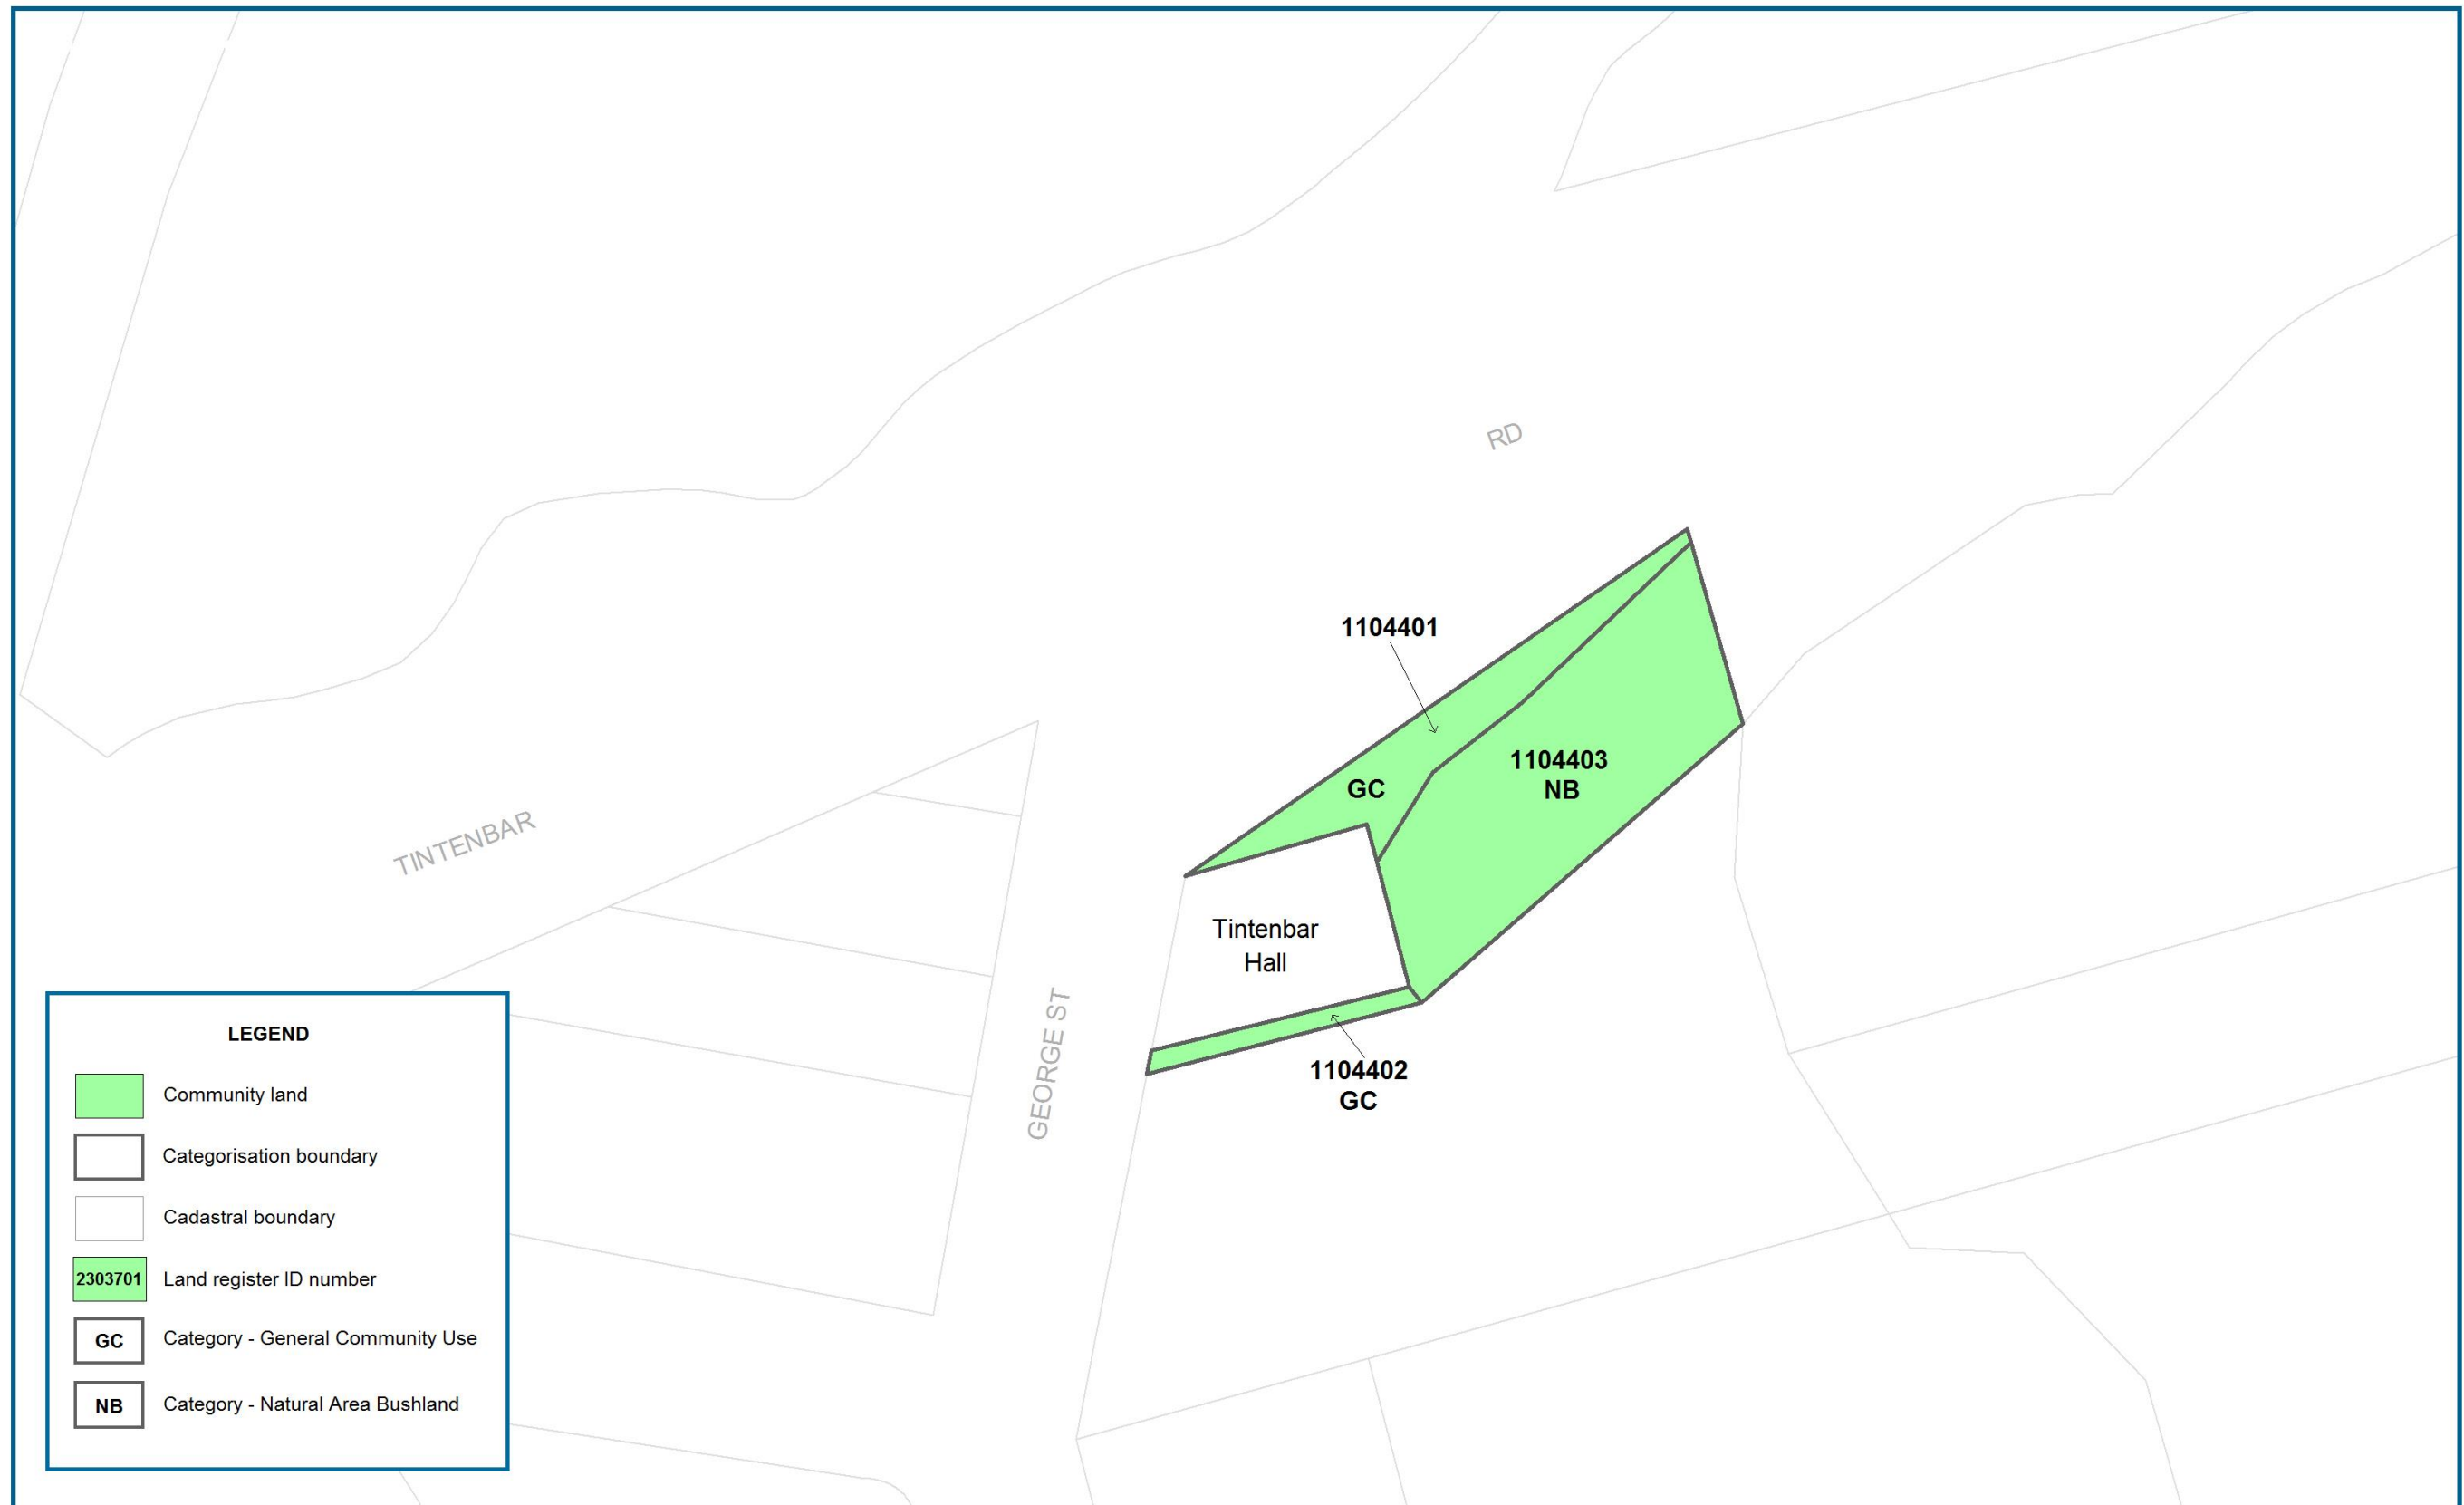 RD
1104401
1104403
NB
GC
TINTENBAR
Tintenbar
Hall
GEORGE ST
1104402
GC
LEGEND
Community land
Categorisation boundary
Cadastral boundary
2303701 Land register ID number
GC Category - General Community Use
NB Category - Natural Area Bushland